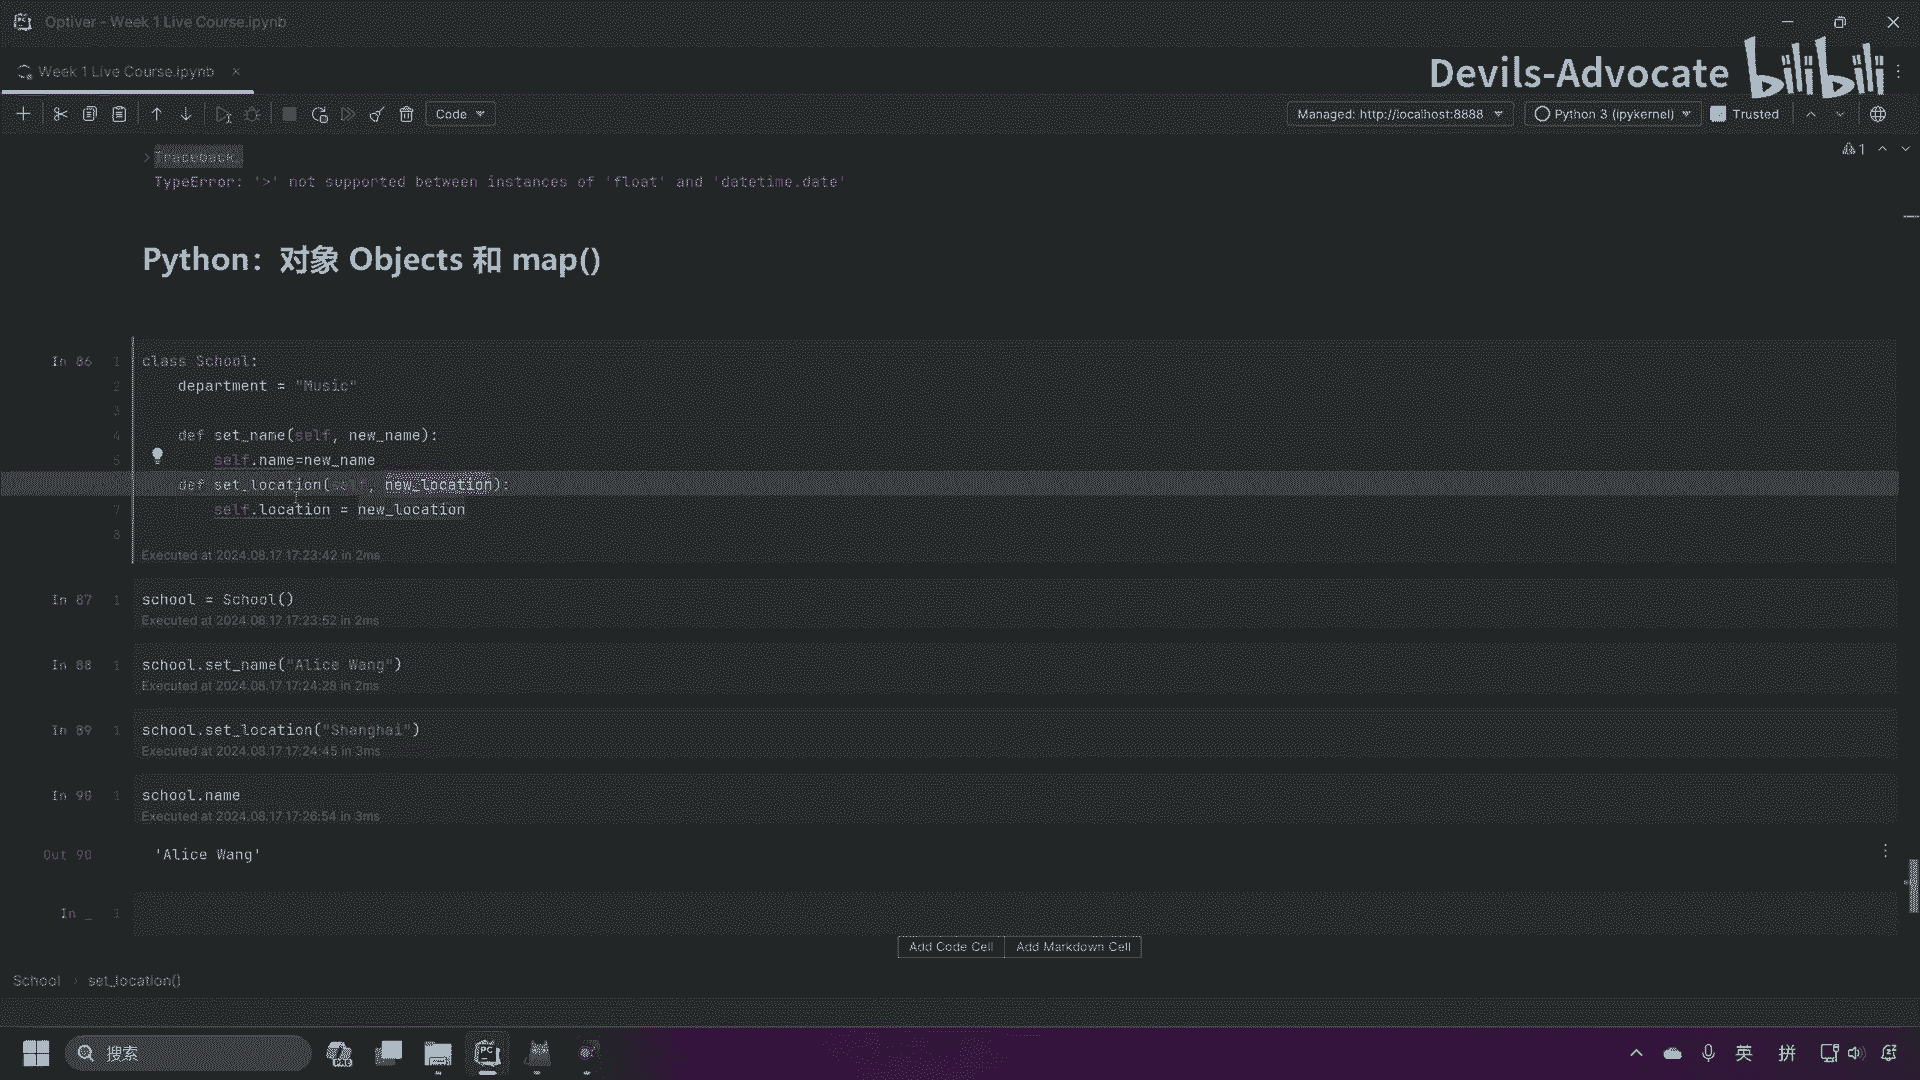 Optiver - Week 1 Live Course.ipynb
Week 1 Live Course.ipynb
Devils-Advocate bilibili
Code
Managed: http://localhost:8888
Python 3 (ipykernel)
Trusted
Traceback
1
TypeError: '>' not supported between instances of 'float' and 'datetime.date'
Python：对象 Objects 和 map()
In 86
1 class School:
2 department = "Music"
3
4 def set_name(self, new_name):
5 self.name=new_name
def set_location(self, new_location):
7 self.location = new_location
8
Executed at 2024.08.17 17:23:42 in 2ms
In 87 1 school = School()
Executed at 2024.08.17 17:23:52 in 2ms
In 88 1 school.set_name("Alice Wang")
Executed at 2024.08.17 17:24:28 in 2ms
In 89 1 school.set_location("Shanghai")
Executed at 2024.08.17 17:24:45 in 3ms
In 90 1 school.name
Executed at 2024.08.17 17:26:54 in 3ms
Out 90 'Alice Wang'
In _ 1
Add Code Cell Add Markdown Cell
School › set_location()
搜索
英 拼